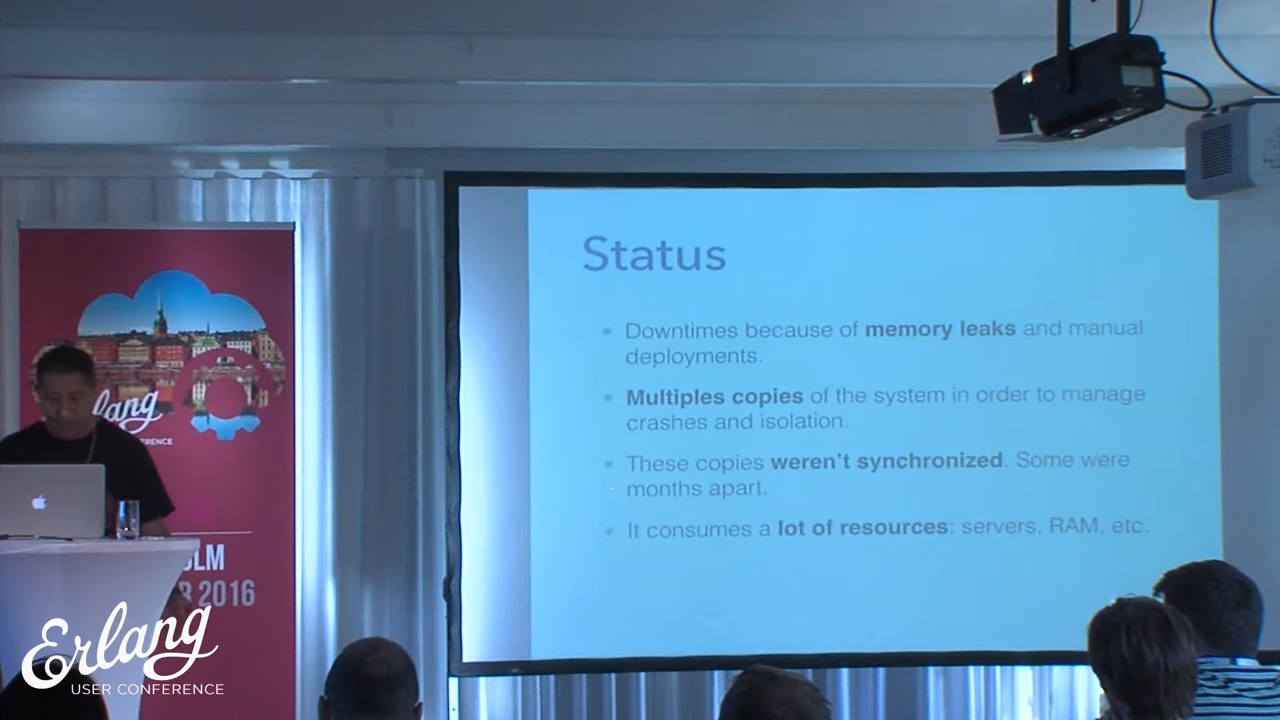 Status
Downtimes because of memory leaks and manual
deployments.
Multiples copies of the system in order to manage
crashes and isolation.
These copies weren't synchronized. Some were
months apart.
It consumes a lot of resources: servers, RAM, etc.
lang
ERENCE
OLM
R 2016
Erlang
USER CONFERENCE